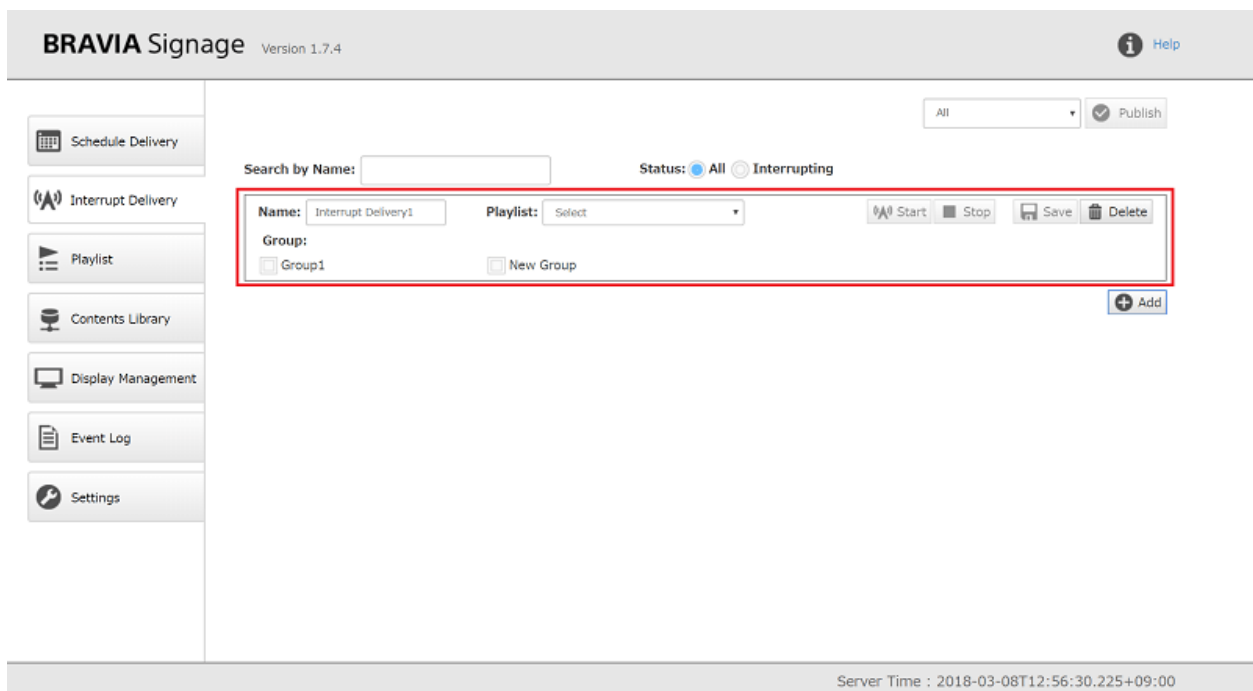 BRAVIA Signage Version 1.7.4
Help
All
Publish
Schedule Delivery
Search by Name:
Status: All Interrupting
Interrupt Delivery
Name: Interrupt Delivery1 Playlist: Select Start Stop Save Delete
Group:
Group1 New Group
Playlist
Add
Contents Library
Display Management
Event Log
Settings
Server Time : 2018-03-08T12:56:30.225+09:00